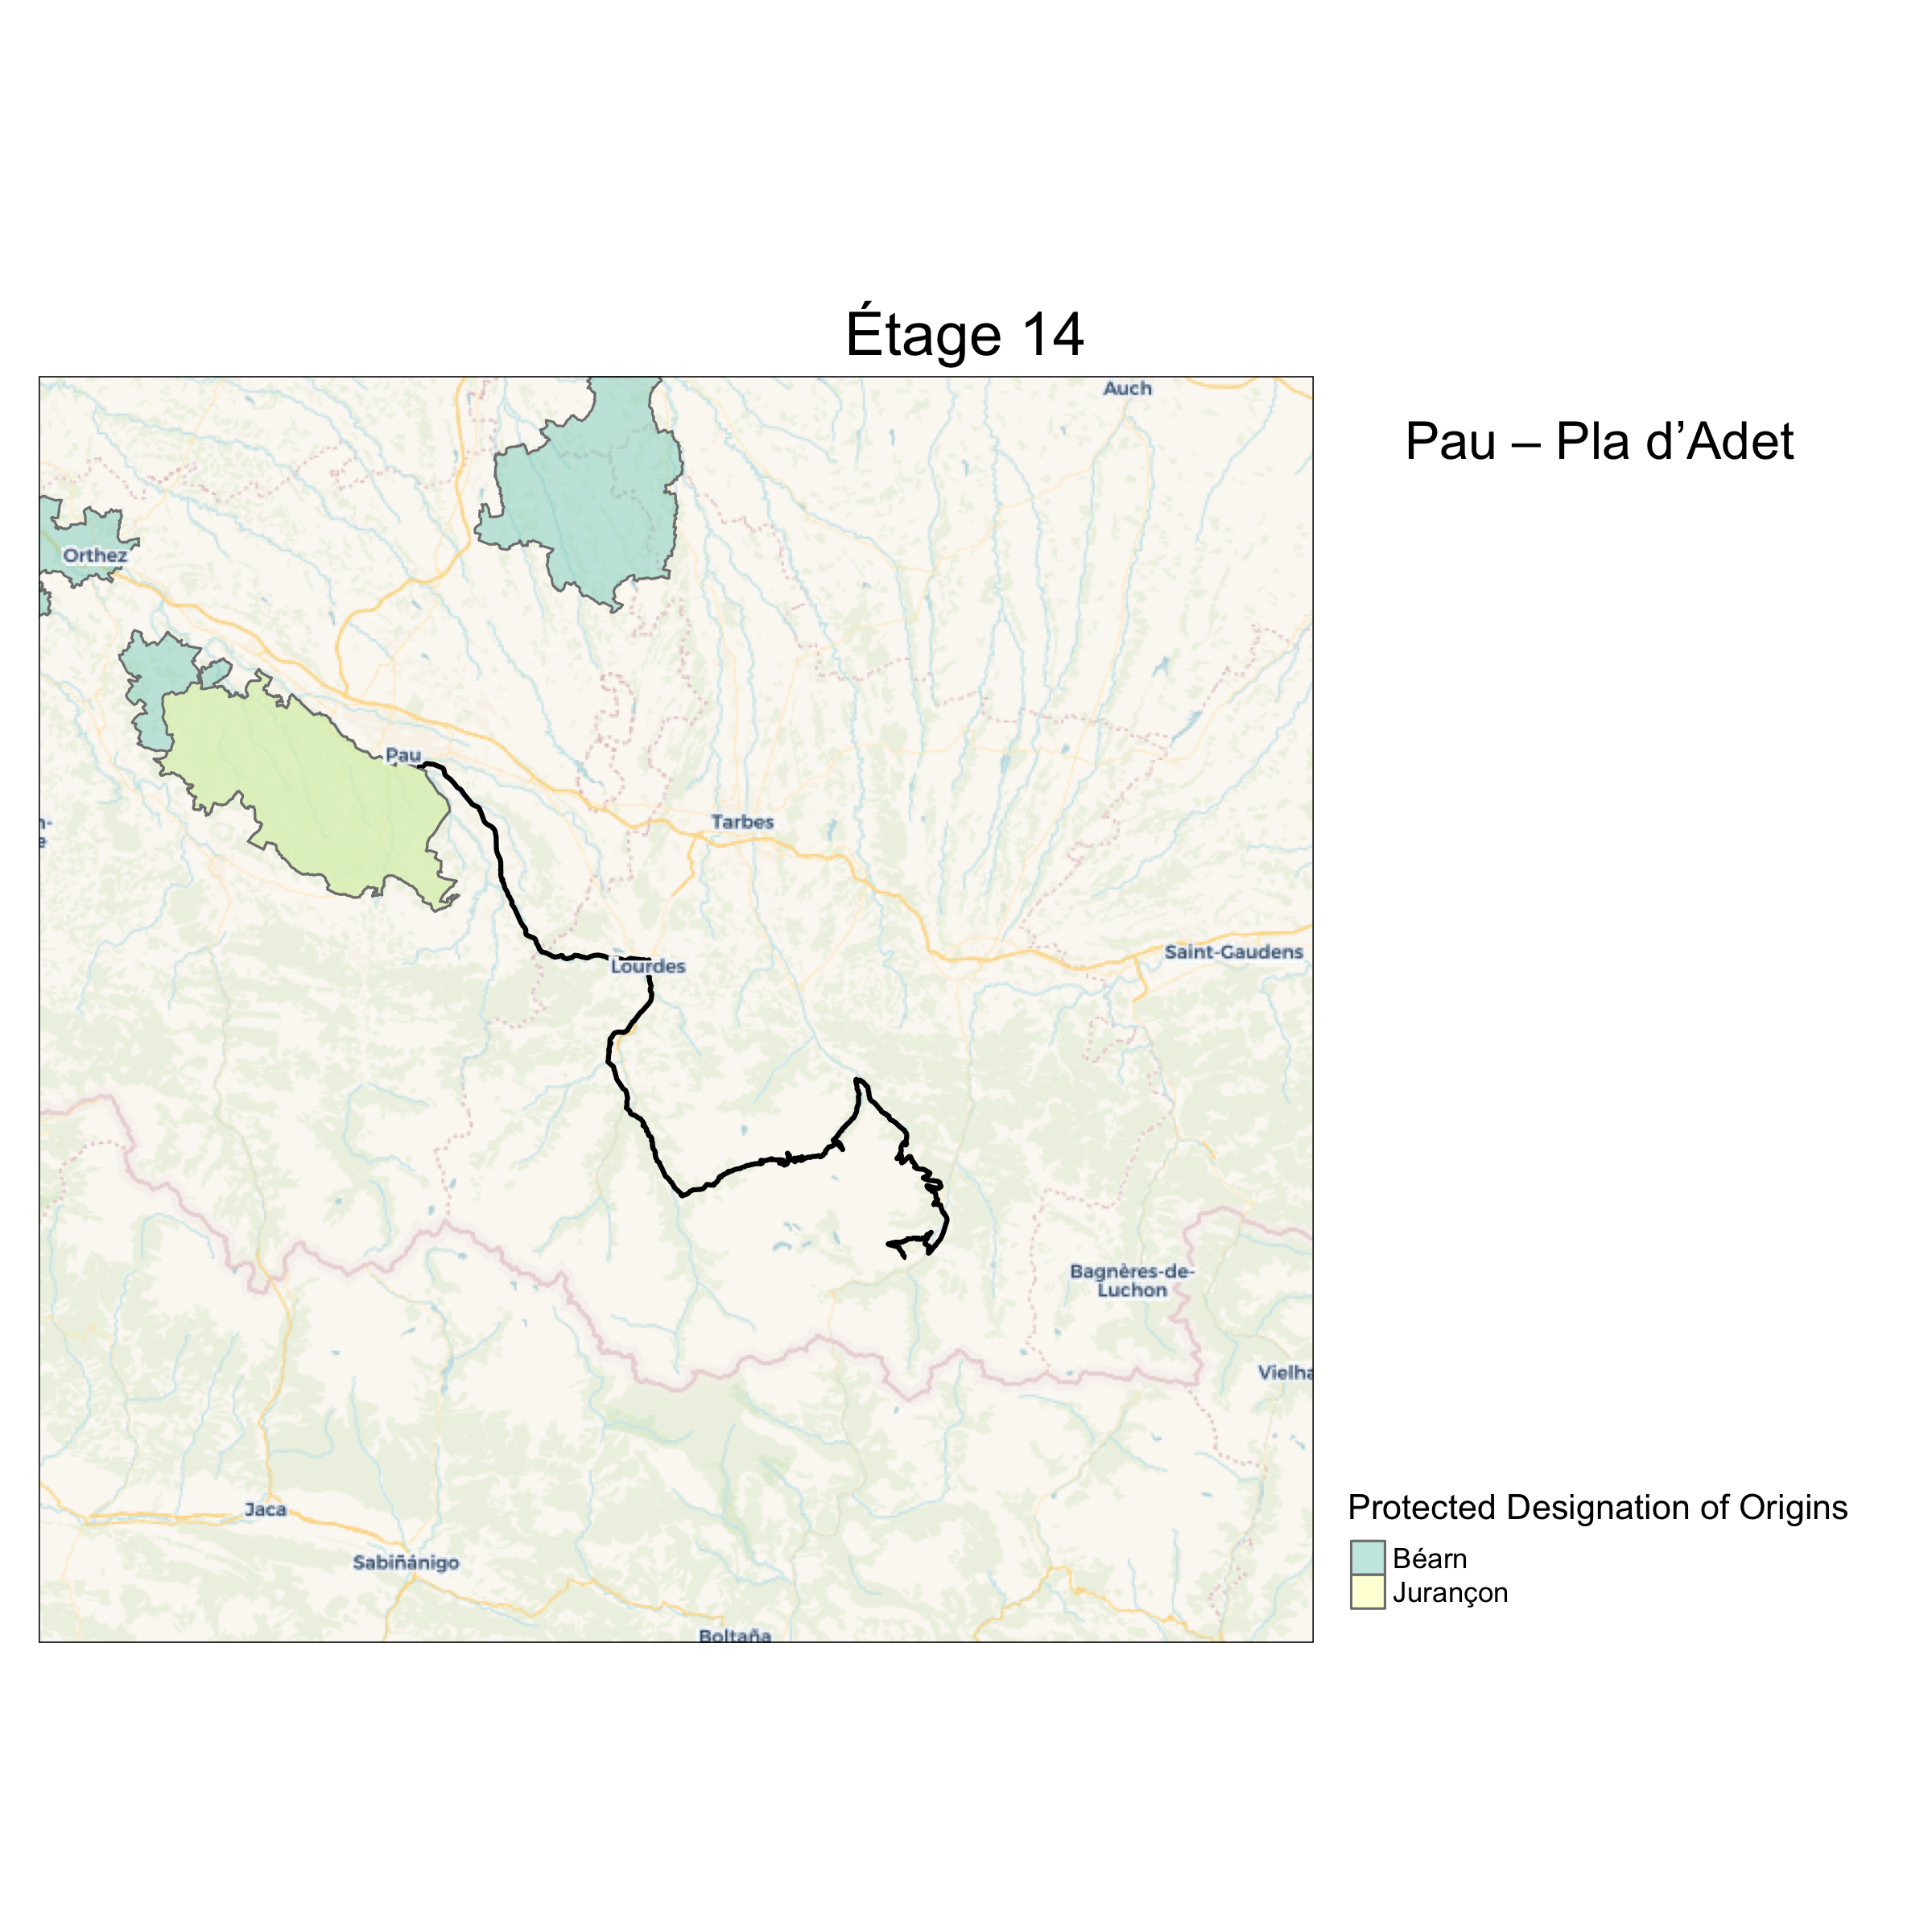 Étage 14
Pau – Pla d’Adet
Auch
Orthez
Pau
Tarbes
Lourdes
Saint-Gaudens
Bagnères-de-
Luchon
Vielha
Jaca
Sabiñánigo
Boltaña
Protected Designation of Origins
Béarn
Jurançon